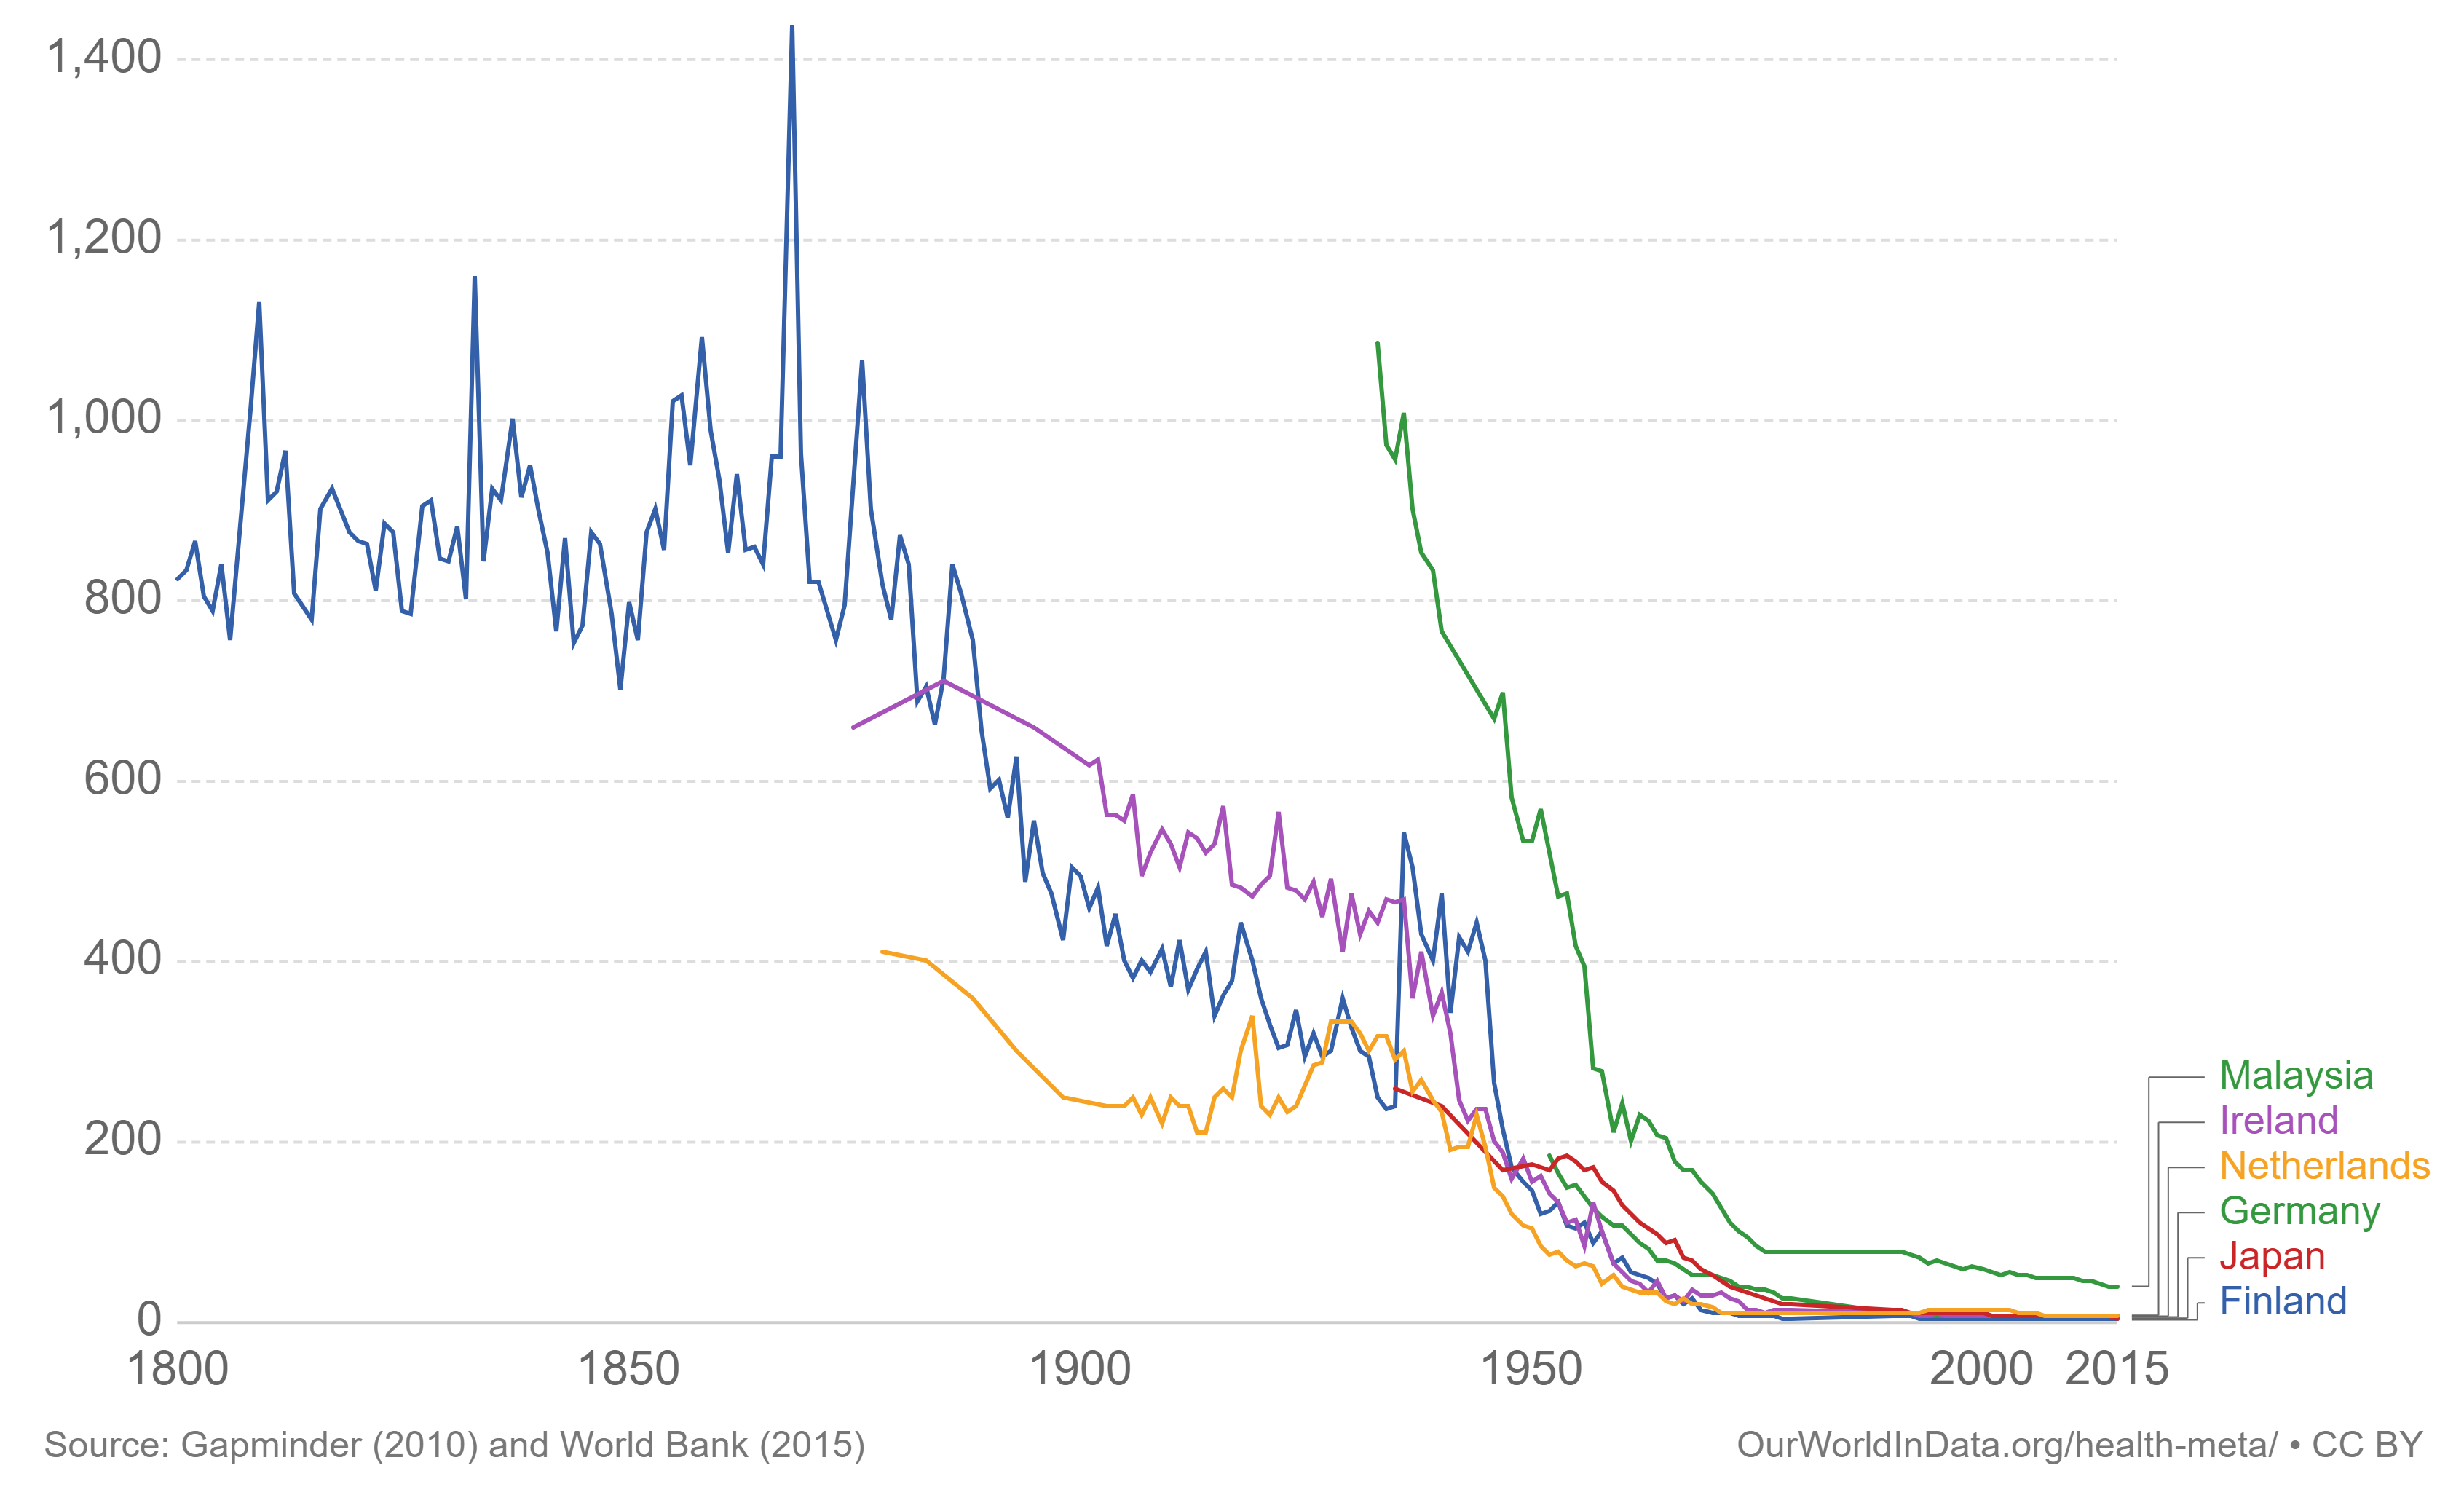 1,400
1,200
1,000
800
600
400
200
0
1800 1850 1900 1950 2000 2015
Malaysia
Ireland
Netherlands
Germany
Japan
Finland
Source: Gapminder (2010) and World Bank (2015)
OurWorldInData.org/health-meta/ • CC BY